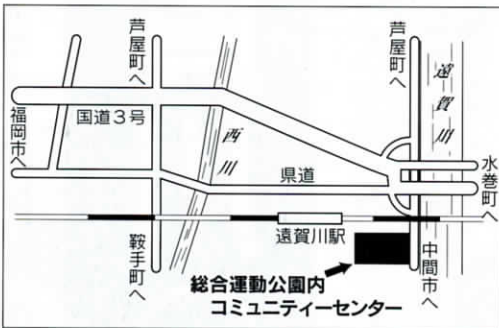 芦屋町へ
芦屋町へ
遠賀川
福岡市へ
国道3号
西川
県道
水巻町へ
遠賀川駅
鞍手町へ
中間市へ
総合運動公園内
コミュニティーセンター